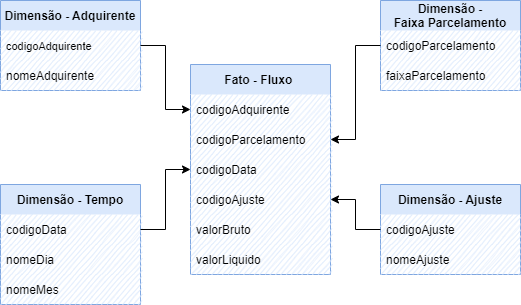 Dimensão - Adquirente
codigoAdquirente
nomeAdquirente
Dimensão -
Faixa Parcelamento
codigoParcelamento
faixaParcelamento
Fato - Fluxo
codigoAdquirente
codigoParcelamento
codigoData
codigoAjuste
valorBruto
valorLiquido
Dimensão - Tempo
codigoData
nomeDia
nomeMes
Dimensão - Ajuste
codigoAjuste
nomeAjuste